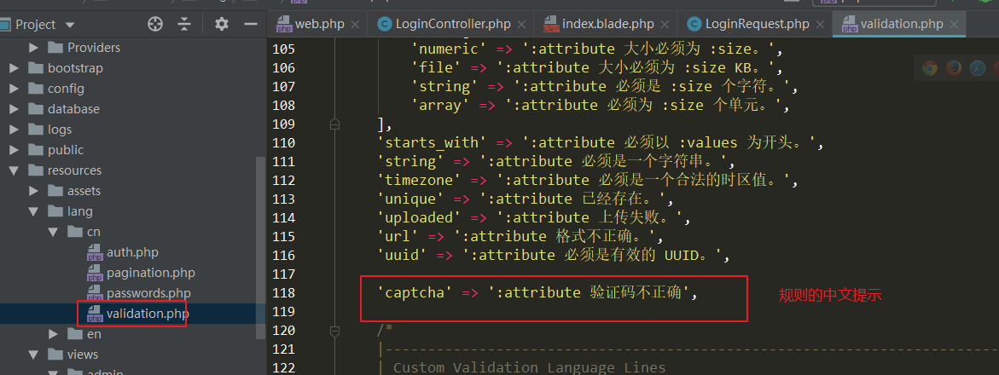 Project
web.php
LoginController.php
index.blade.php
LoginRequest.php
validation.php
Providers
bootstrap
config
database
logs
public
resources
assets
lang
cn
auth.php
pagination.php
passwords.php
validation.php
en
views
admin
105 'numeric' => ':attribute 大小必须为 :size。',
106 'file' => ':attribute 大小必须为 :size KB。',
107 'string' => ':attribute 必须是 :size 个字符。',
108 'array' => ':attribute 必须为 :size 个单元。',
109 ],
110 'starts_with' => ':attribute 必须以 :values 为开头。',
111 'string' => ':attribute 必须是一个字符串。',
112 'timezone' => ':attribute 必须是一个合法的时区值。',
113 'unique' => ':attribute 已经存在。',
114 'uploaded' => ':attribute 上传失败。',
115 'url' => ':attribute 格式不正确。',
116 'uuid' => ':attribute 必须是有效的 UUID。',
117
118 'captcha' => ':attribute 验证码不正确',
规则的中文提示
119
120 /*
121 |--------------------------------------------------------------------------
122 | Custom Validation Language Lines